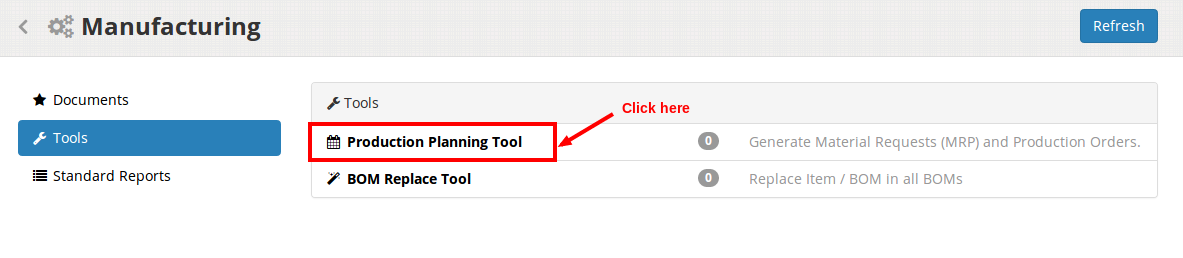 Manufacturing
Refresh
Documents
Tools
Standard Reports
Tools
Click here
Production Planning Tool 0 Generate Material Requests (MRP) and Production Orders.
BOM Replace Tool 0 Replace Item / BOM in all BOMs